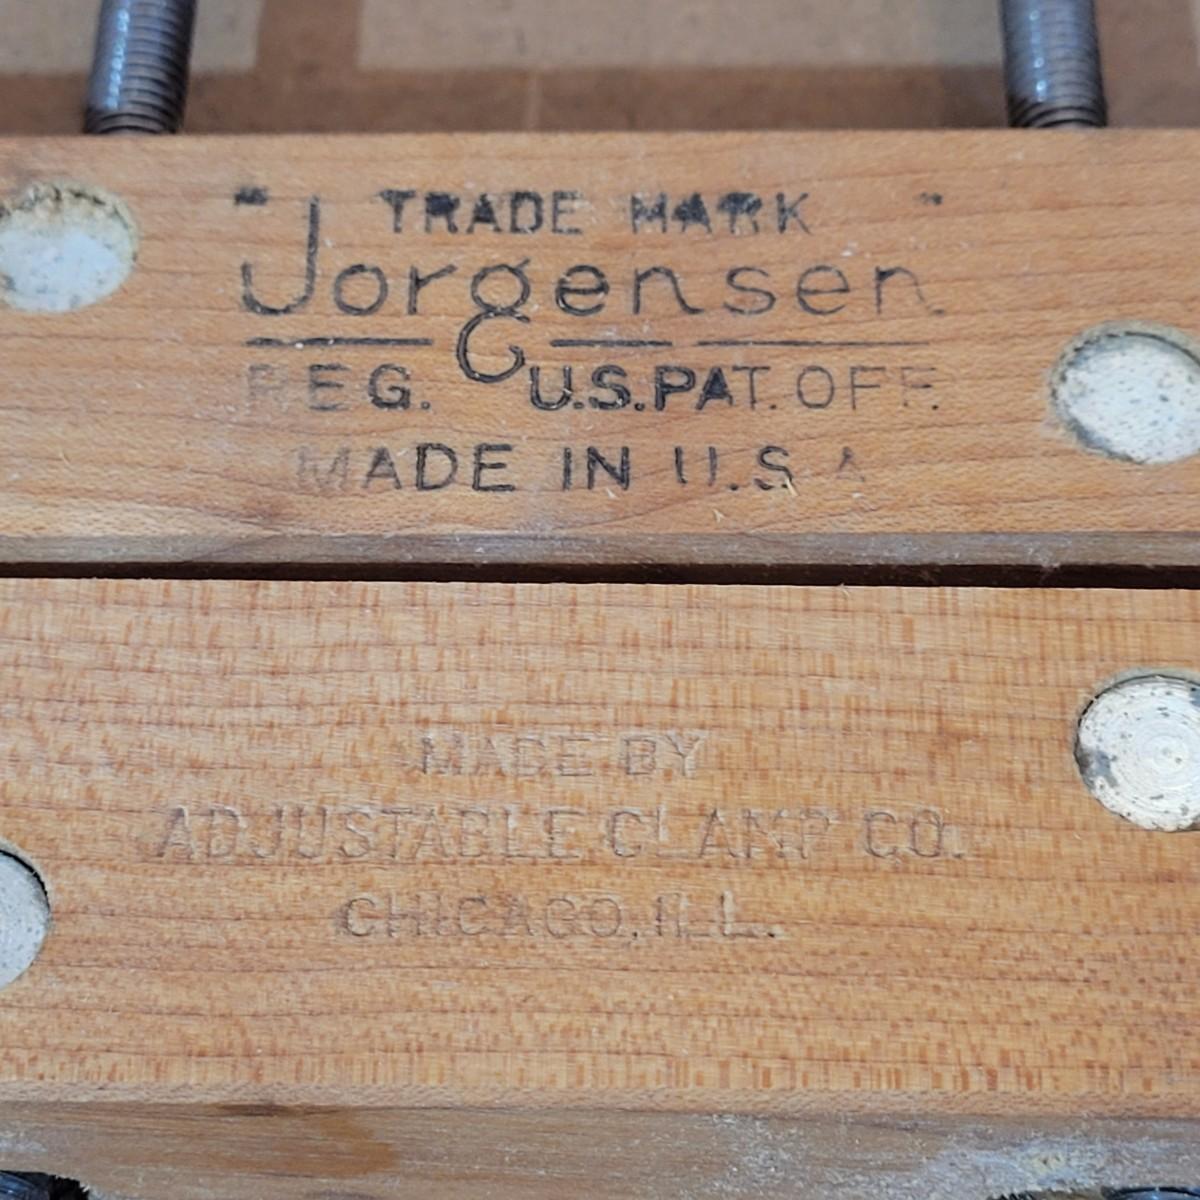 " TRADE MARK "
Jorgensen
REG. U.S. PAT. OFF.
MADE IN U.S.A
MADE BY
ADJUSTABLE CLAMP CO.
CHICAGO, ILL.